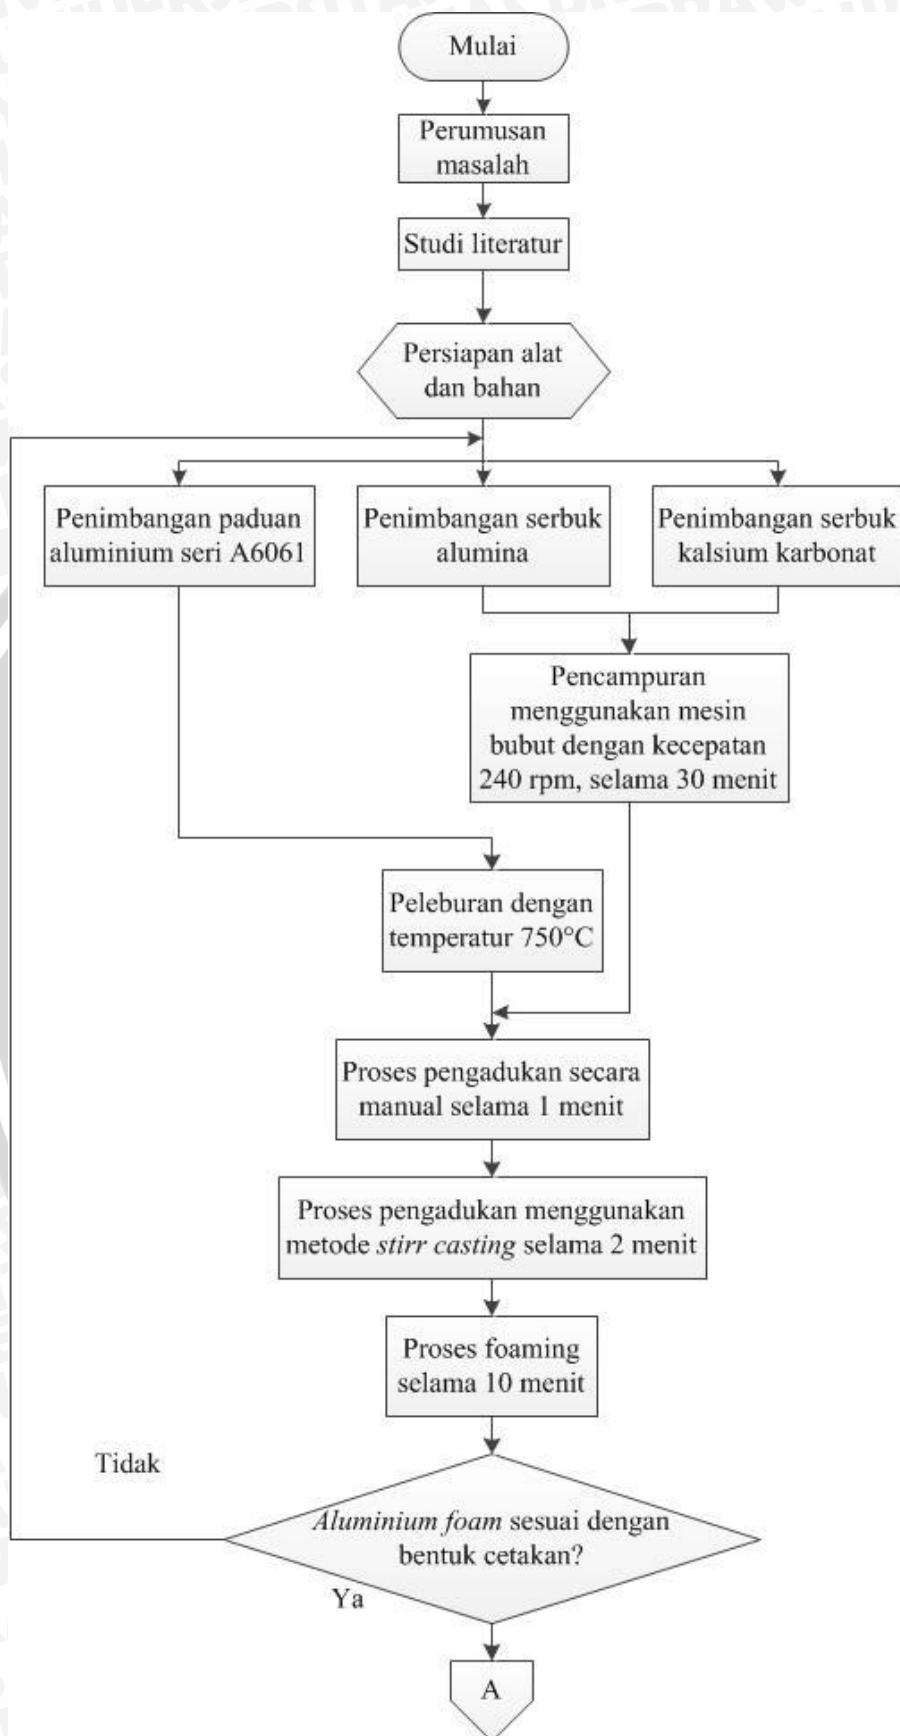 Mulai
Perumusan
masalah
Studi literatur
Persiapan alat
dan bahan
Penimbangan paduan
aluminium seri A6061
Penimbangan serbuk
alumina
Penimbangan serbuk
kalsium karbonat
Pencampuran
menggunakan mesin
bubut dengan kecepatan
240 rpm, selama 30 menit
Peleburan dengan
temperatur 750°C
Proses pengadukan secara
manual selama 1 menit
Proses pengadukan menggunakan
metode stirr casting selama 2 menit
Proses foaming
selama 10 menit
Tidak
Aluminium foam sesuai dengan
bentuk cetakan?
Ya
A